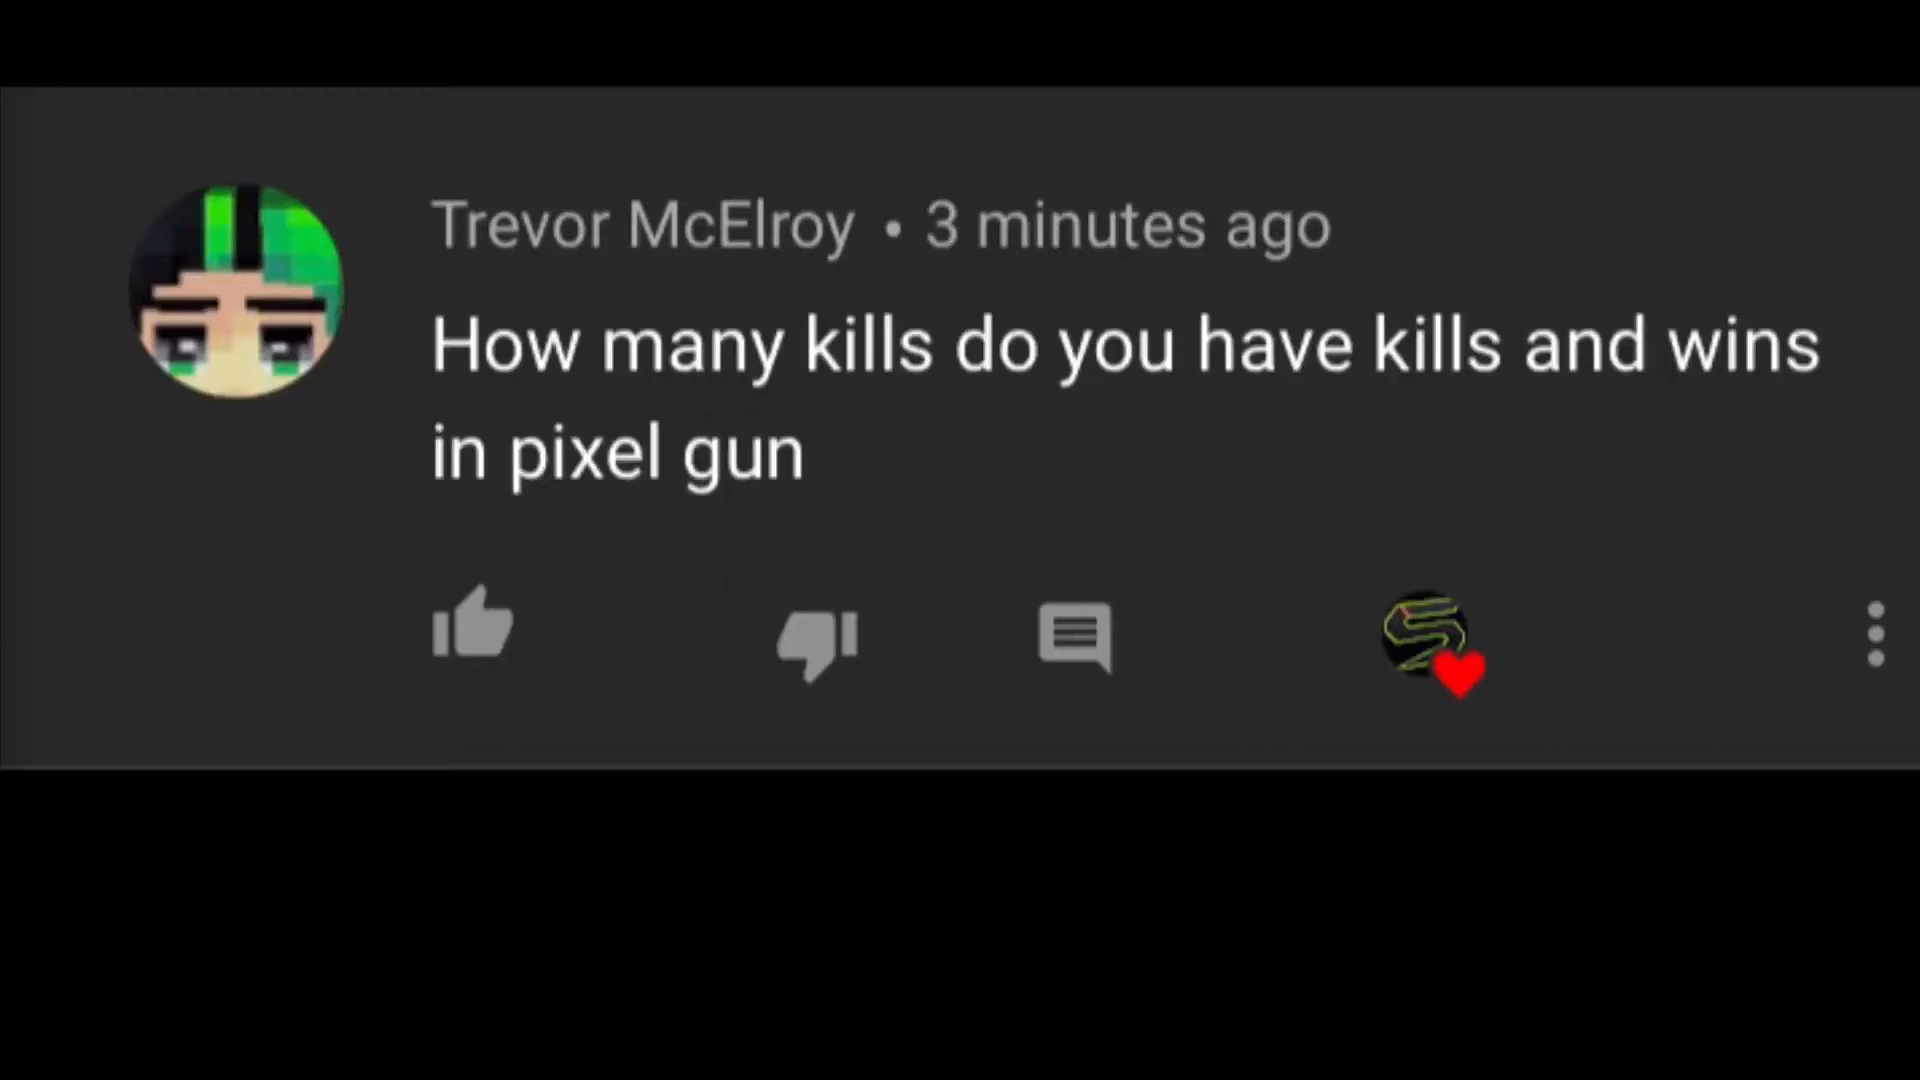 Trevor McElroy • 3 minutes ago
How many kills do you have kills and wins
in pixel gun